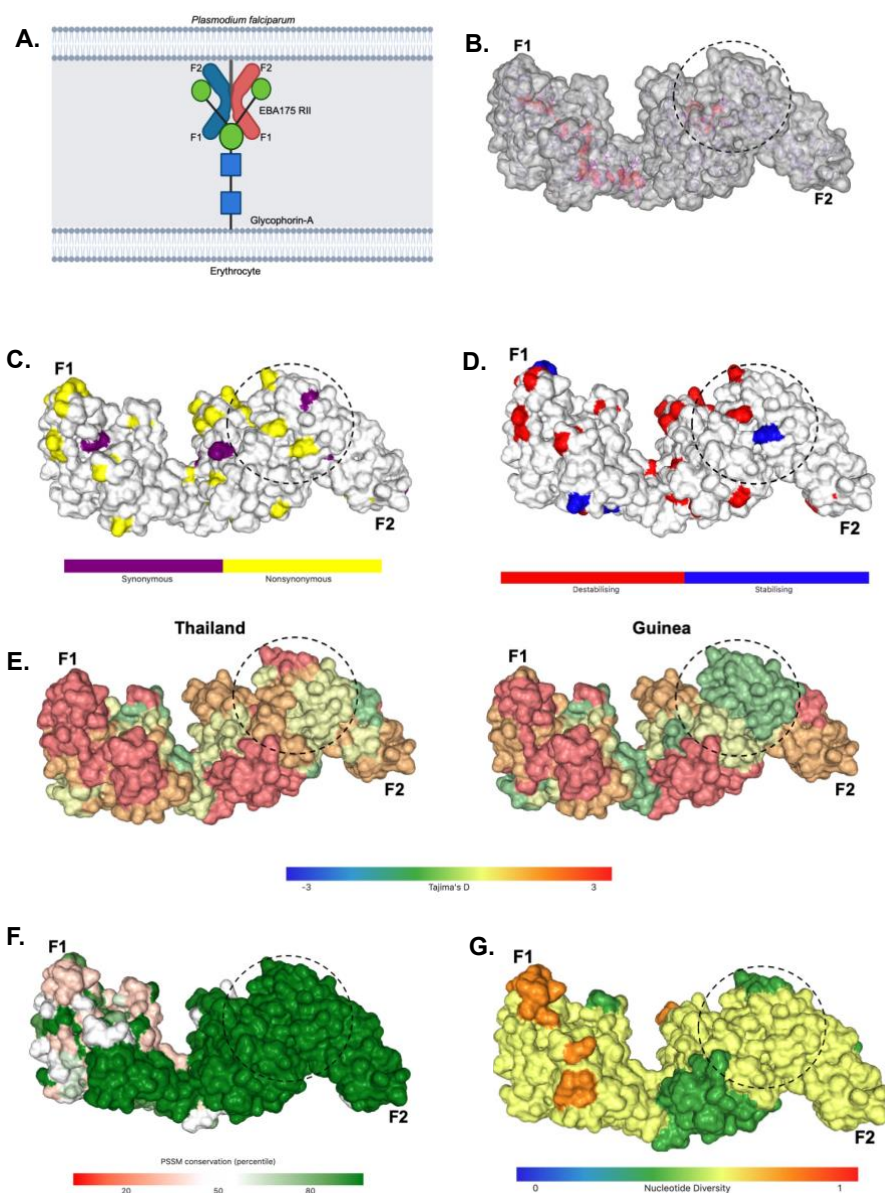 A.
Plasmodium falciparum
F2
F2
EBA175 RII
F1
F1
Glycophorin-A
Erythrocyte
B.
F1
F2
C.
F1
F2
Synonymous
Nonsynonymous
D.
F1
F2
Destabilising
Stabilising
E.
Thailand
F1
F2
Guinea
F1
F2
-3
Tajima's D
3
F.
F1
F2
PSSM conservation (percentile)
20
50
80
G.
F1
F2
0
Nucleotide Diversity
1